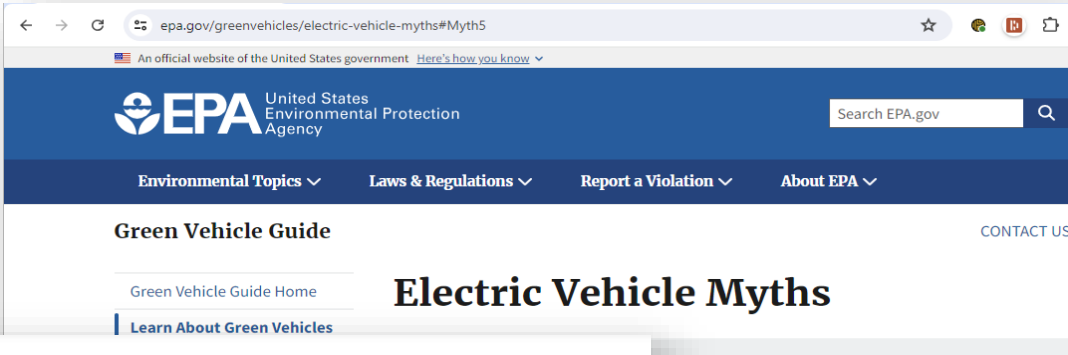 epa.gov/greenvehicles/electric-vehicle-myths#Myth5
An official website of the United States government Here's how you know
EPA United States
Environmental Protection
Agency
Search EPA.gov
Environmental Topics Laws & Regulations Report a Violation About EPA
Green Vehicle Guide
CONTACT US
Green Vehicle Guide Home
Electric Vehicle Myths
Learn About Green Vehicles